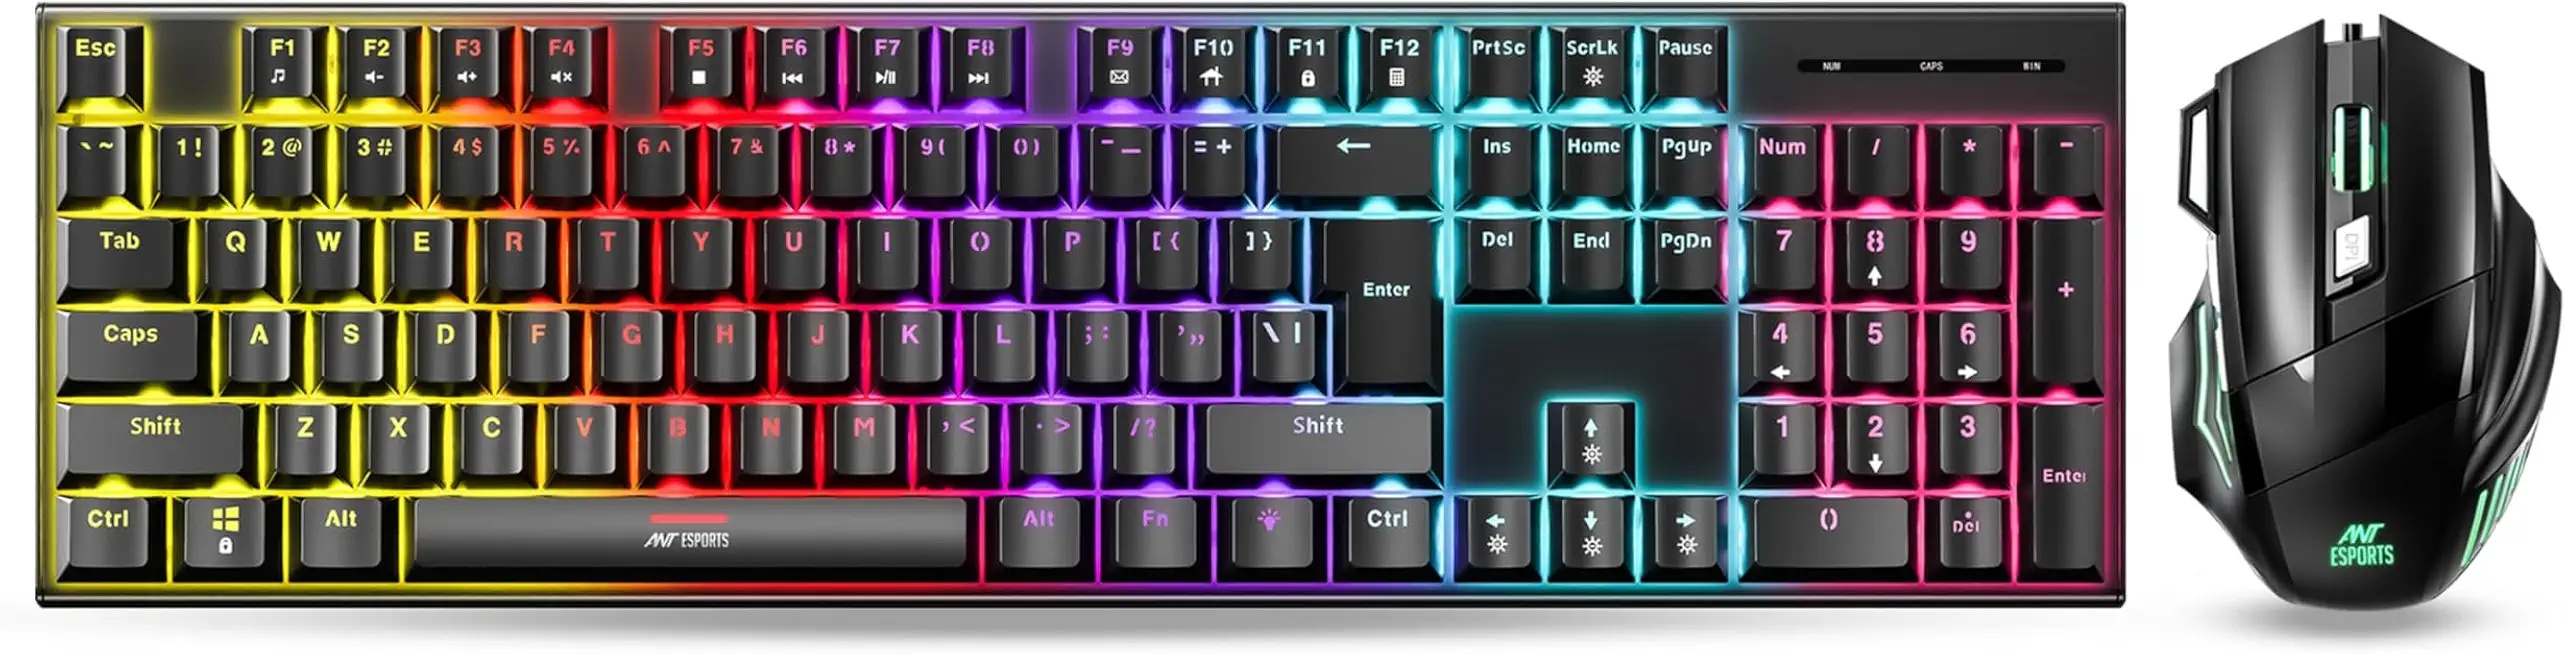 Esc F1 F2 F3 F4 F5 F6 F7 F8 F9 F10 F11 F12 PrtSc ScrLk Pause
NUM CAPS WIN
` ~ 1 ! 2 @ 3 # 4 $ 5 % 6 ^ 7 & 8 * 9 ( 0 ) - _ = + ← Ins Home PgUp Num / * -
Tab Q W E R T Y U I O P [ { ] } Enter Del End PgDn 7 8 9 +
↑
Caps A S D F G H J K L ; : ' ,, \ | 4 5 6
← →
Shift Z X C V B N M , < . > / ? Shift ↑ 1 2 3 Enter
↓
Ctrl Alt Alt Fn Ctrl ← ↓ → 0 Del
ANT ESPORTS
DPI
ANT
ESPORTS